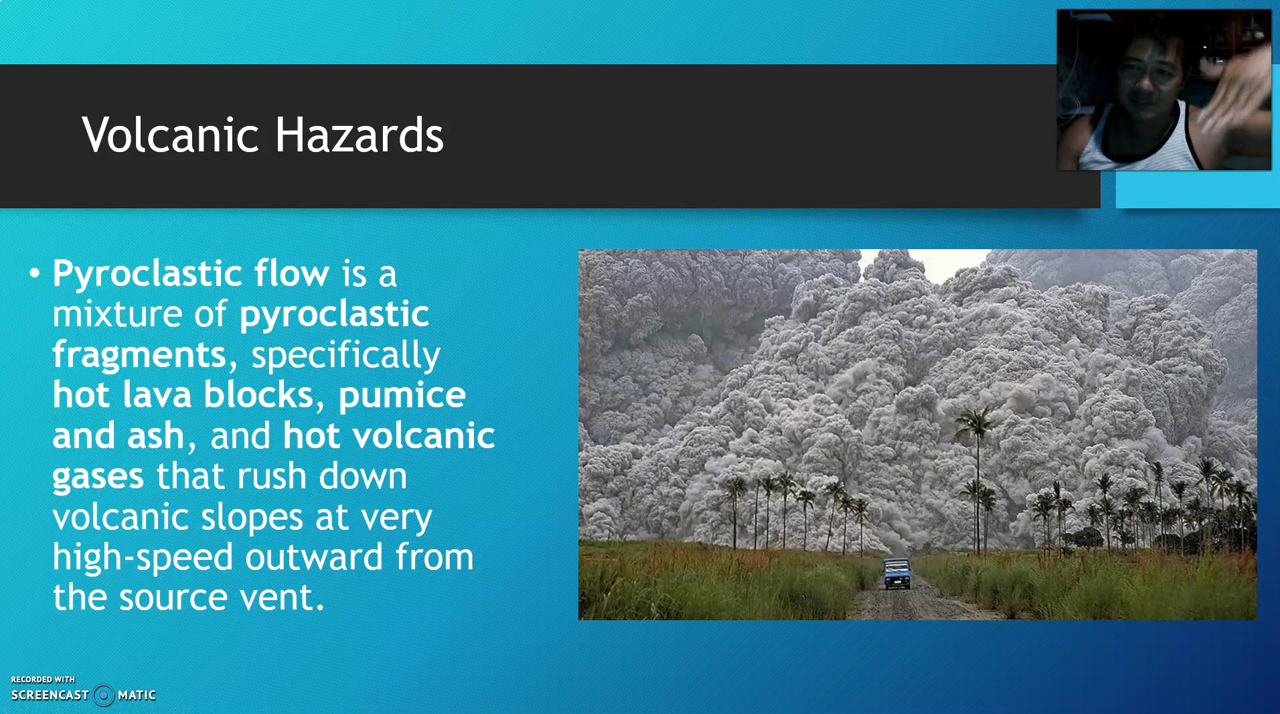 Volcanic Hazards
• Pyroclastic flow is a
mixture of pyroclastic
fragments, specifically
hot lava blocks, pumice
and ash, and hot volcanic
gases that rush down
volcanic slopes at very
high-speed outward from
the source vent.
RECORDED WITH
SCREENCAST MATIC